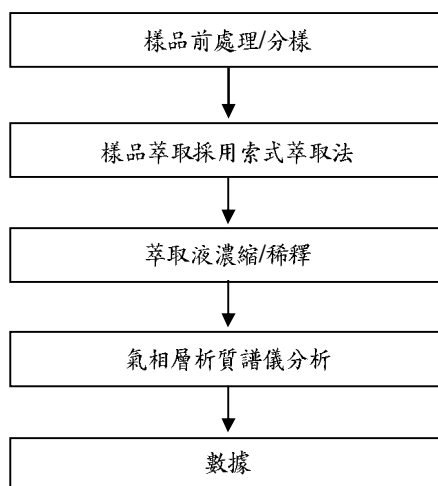 樣品前處理/分樣
樣品萃取採用索式萃取法
萃取液濃縮/稀釋
氣相層析質譜儀分析
數據